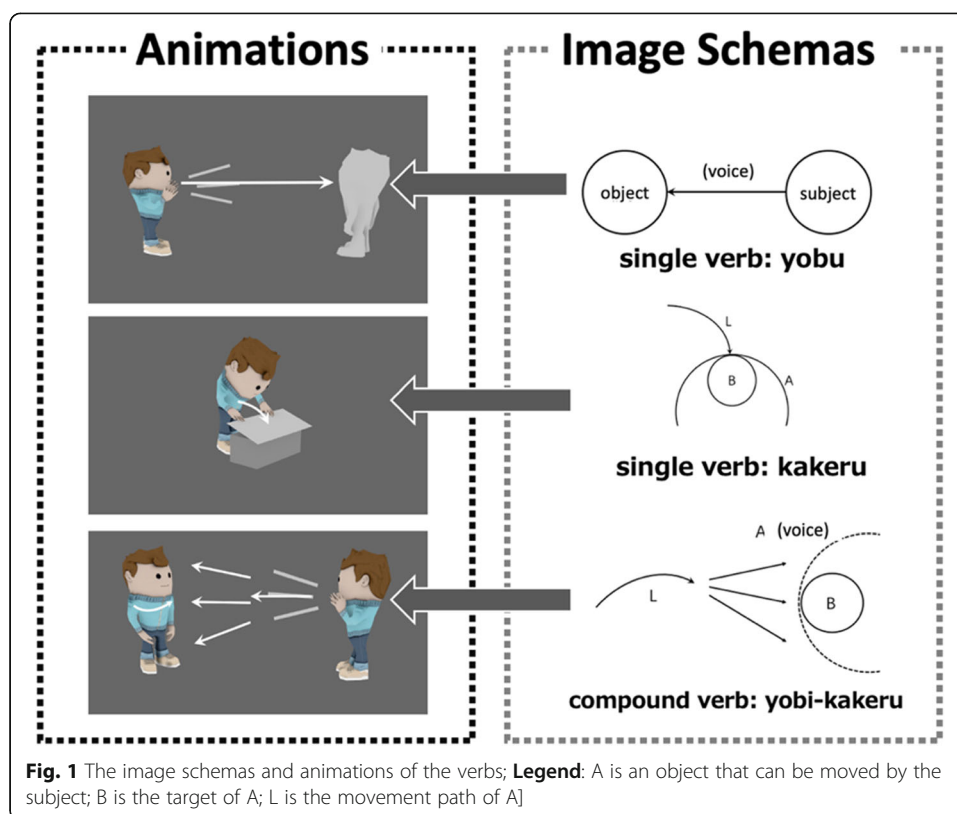 Animations
Image Schemas
(voice)
object
subject
single verb: yobu
L
B
A
single verb: kakeru
A (voice)
L
B
compound verb: yobi-kakeru
Fig. 1 The image schemas and animations of the verbs; Legend: A is an object that can be moved by the
subject; B is the target of A; L is the movement path of A]